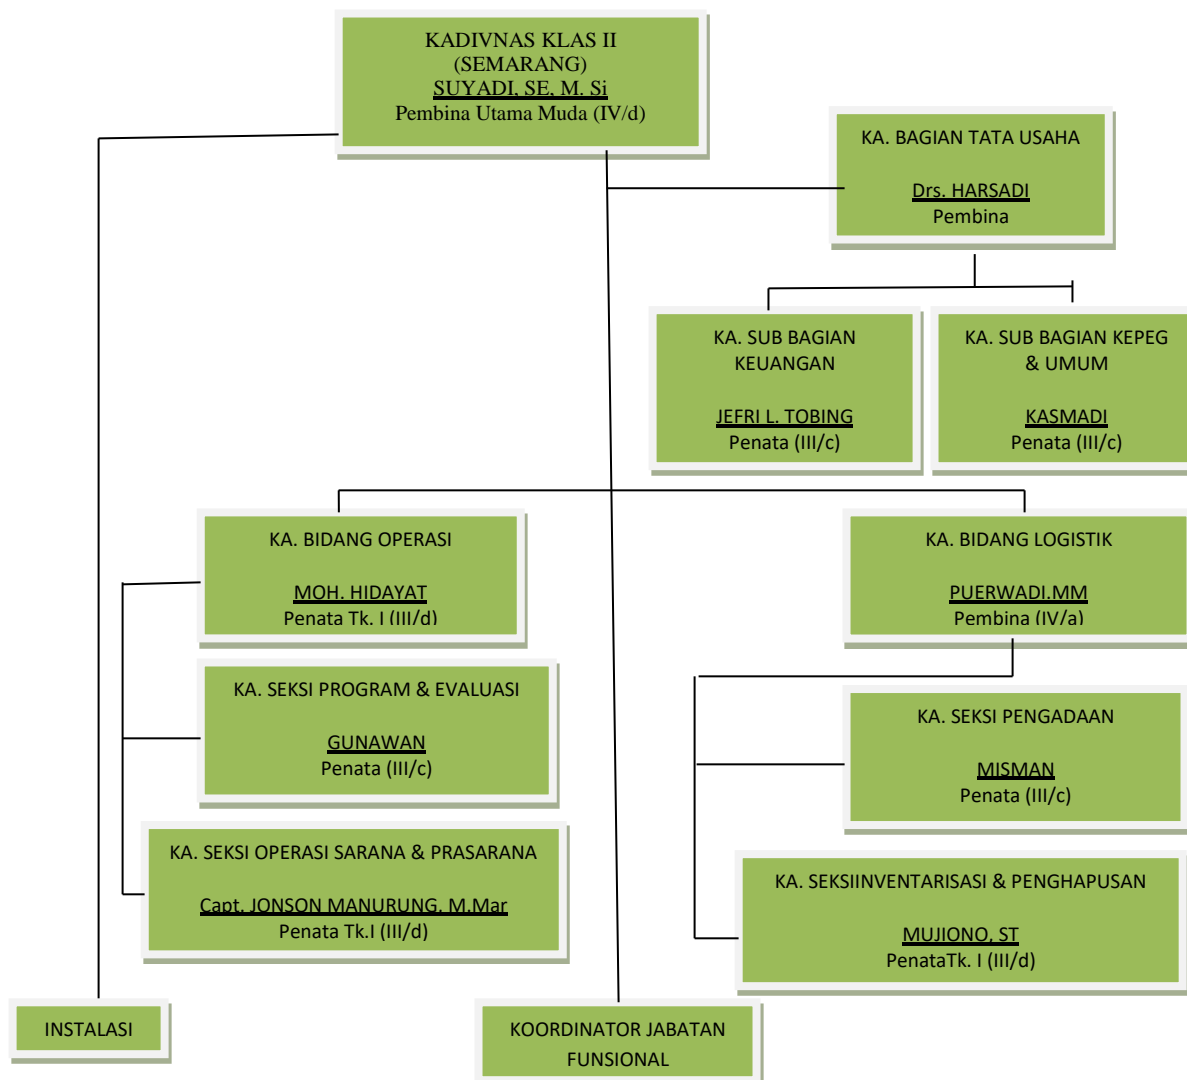 KADIVNAS KLAS II
(SEMARANG)
SUYADI, SE, M. Si
Pembina Utama Muda (IV/d)
KA. BAGIAN TATA USAHA
Drs. HARSADI
Pembina
KA. SUB BAGIAN
KEUANGAN
JEFRI L. TOBING
Penata (III/c)
KA. SUB BAGIAN KEPEG
& UMUM
KASMADI
Penata (III/c)
KA. BIDANG OPERASI
MOH. HIDAYAT
Penata Tk. I (III/d)
KA. BIDANG LOGISTIK
PUERWADI.MM
Pembina (IV/a)
KA. SEKSI PROGRAM & EVALUASI
GUNAWAN
Penata (III/c)
KA. SEKSI PENGADAAN
MISMAN
Penata (III/c)
KA. SEKSI OPERASI SARANA & PRASARANA
Capt. JONSON MANURUNG, M.Mar
Penata Tk.I (III/d)
KA. SEKSIINVENTARISASI & PENGHAPUSAN
MUJIONO, ST
PenataTk. I (III/d)
INSTALASI
KOORDINATOR JABATAN
FUNSIONAL